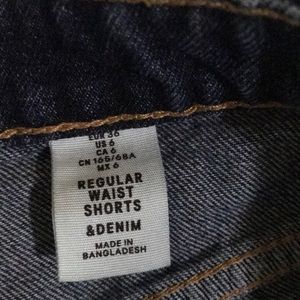 EUR 36
US 6
CA 6
CN 165/68A
MX 6
REGULAR
WAIST
SHORTS
&DENIM
MADE IN
BANGLADESH